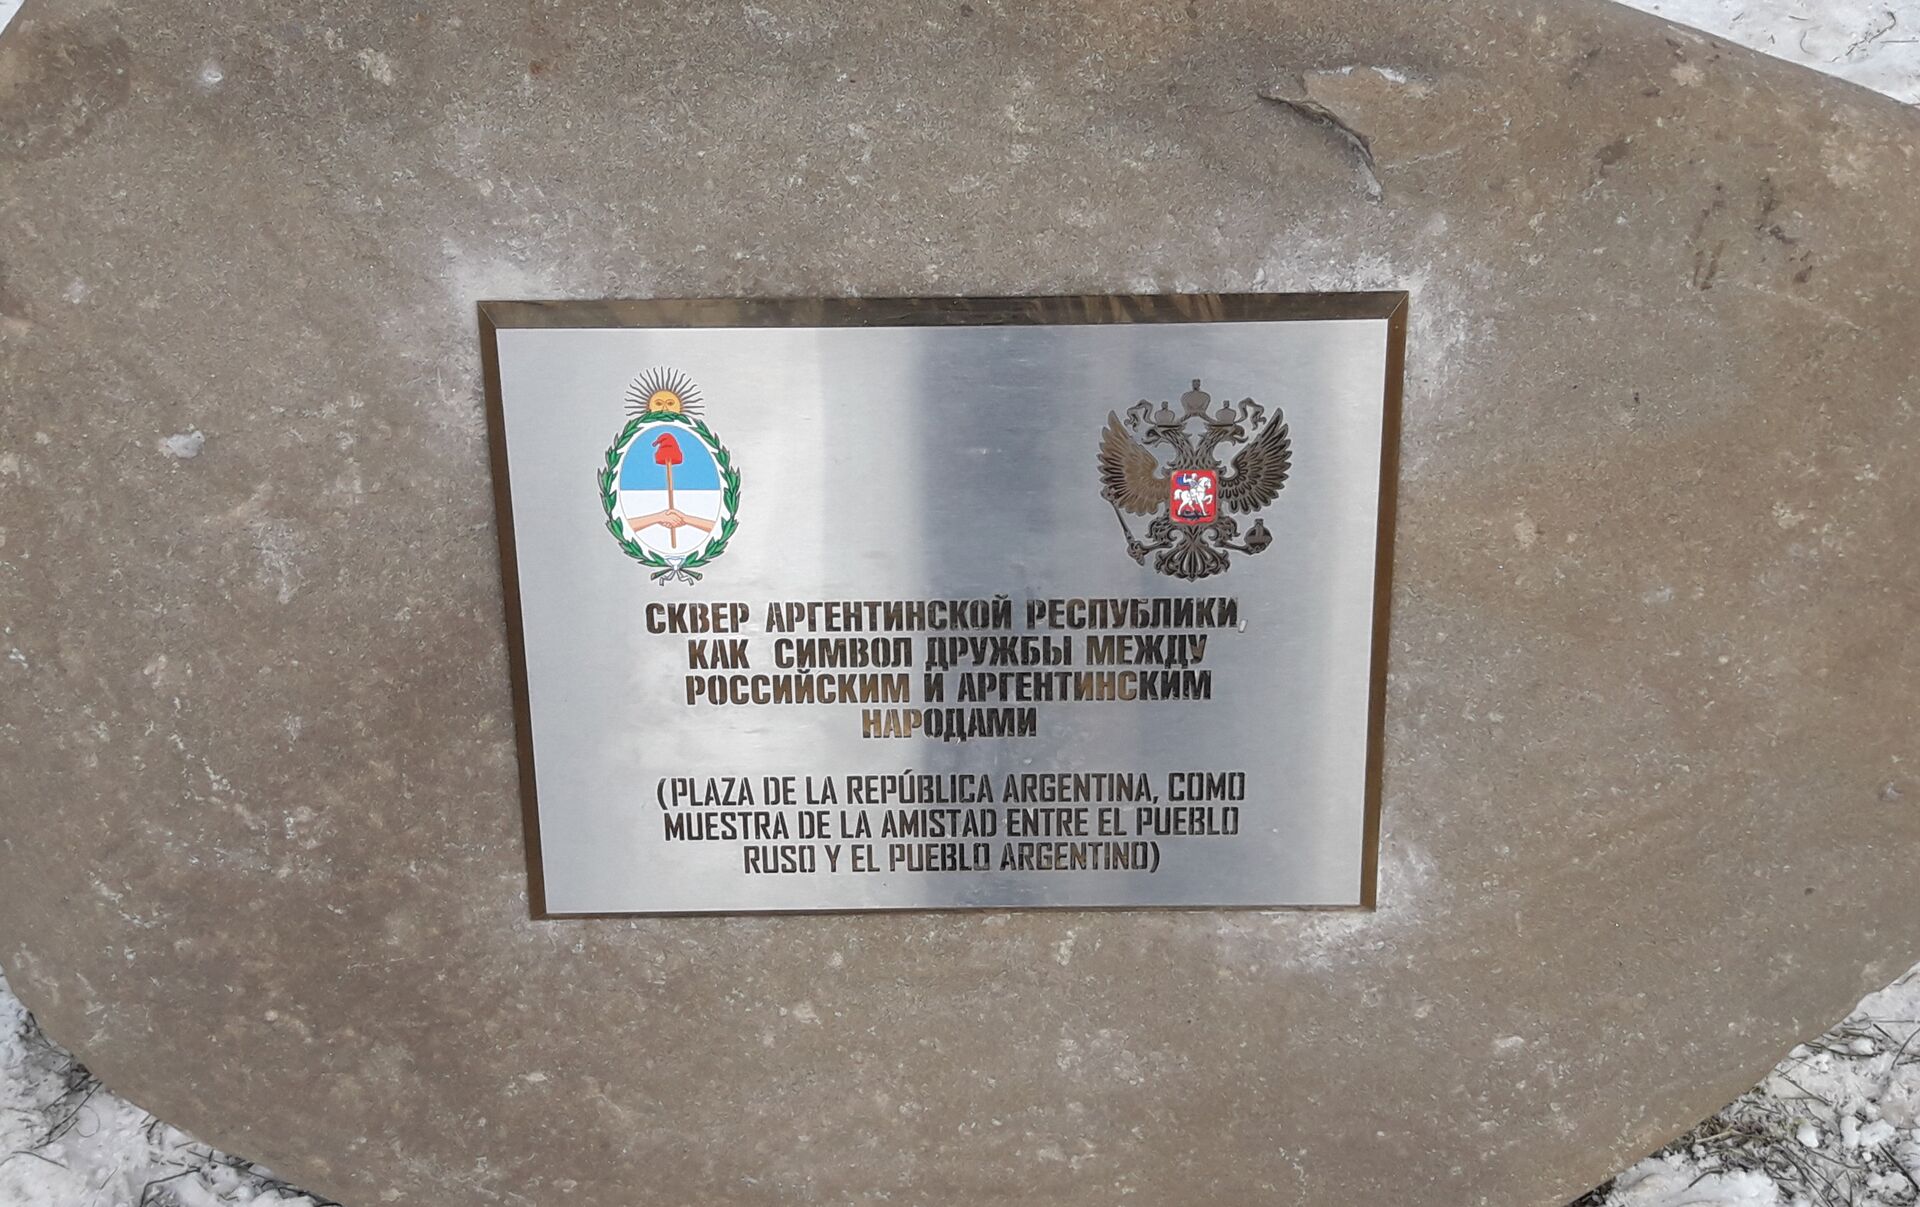 СКВЕР АРГЕНТИНСКОЙ РЕСПУБЛИКИ,
КАК СИМВОЛ ДРУЖБЫ МЕЖДУ
РОССИЙСКИМ И АРГЕНТИНСКИМ
НАРОДАМИ
(PLAZA DE LA REPÚBLICA ARGENTINA, COMO
MUESTRA DE LA AMISTAD ENTRE EL PUEBLO
RUSO Y EL PUEBLO ARGENTINO)